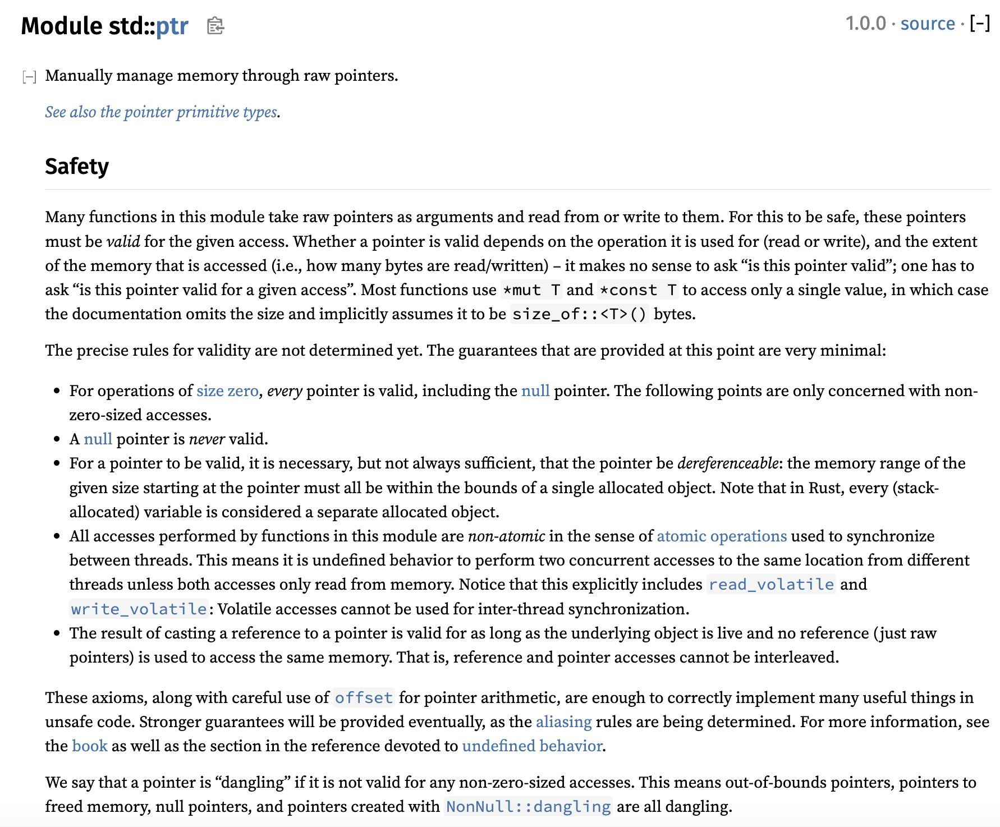 Module std::ptr
1.0.0 · source · [−]
[−] Manually manage memory through raw pointers.
See also the pointer primitive types.
Safety
Many functions in this module take raw pointers as arguments and read from or write to them. For this to be safe, these pointers
must be valid for the given access. Whether a pointer is valid depends on the operation it is used for (read or write), and the extent
of the memory that is accessed (i.e., how many bytes are read/written) – it makes no sense to ask “is this pointer valid”; one has to
ask “is this pointer valid for a given access”. Most functions use *mut T and *const T to access only a single value, in which case
the documentation omits the size and implicitly assumes it to be size_of::<T>() bytes.
The precise rules for validity are not determined yet. The guarantees that are provided at this point are very minimal:
• For operations of size zero, every pointer is valid, including the null pointer. The following points are only concerned with non-
zero-sized accesses.
• A null pointer is never valid.
• For a pointer to be valid, it is necessary, but not always sufficient, that the pointer be dereferenceable: the memory range of the
given size starting at the pointer must all be within the bounds of a single allocated object. Note that in Rust, every (stack-
allocated) variable is considered a separate allocated object.
• All accesses performed by functions in this module are non-atomic in the sense of atomic operations used to synchronize
between threads. This means it is undefined behavior to perform two concurrent accesses to the same location from different
threads unless both accesses only read from memory. Notice that this explicitly includes read_volatile and
write_volatile: Volatile accesses cannot be used for inter-thread synchronization.
• The result of casting a reference to a pointer is valid for as long as the underlying object is live and no reference (just raw
pointers) is used to access the same memory. That is, reference and pointer accesses cannot be interleaved.
These axioms, along with careful use of offset for pointer arithmetic, are enough to correctly implement many useful things in
unsafe code. Stronger guarantees will be provided eventually, as the aliasing rules are being determined. For more information, see
the book as well as the section in the reference devoted to undefined behavior.
We say that a pointer is “dangling” if it is not valid for any non-zero-sized accesses. This means out-of-bounds pointers, pointers to
freed memory, null pointers, and pointers created with NonNull::dangling are all dangling.